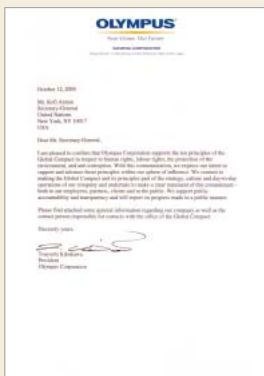 OLYMPUS
Your Vision, Our Future
OLYMPUS CORPORATION
October 12, 2004
Mr. Kofi Annan
Secretary-General
United Nations
New York, NY 10017
USA
Dear Mr. Secretary-General,
I am pleased to confirm that Olympus Corporation supports the ten principles of the
Global Compact in respect to human rights, labour rights, the protection of the
environment, and anti-corruption. With this communication, we express our intent to
support and advance those principles within our sphere of influence. We commit to
making the Global Compact and its principles part of the strategy, culture and day-to-day
operations of our company and undertake to make a clear statement of this commitment -
both to our employees, partners, clients and to the public. We support public
accountability and transparency and will report on progress made in a public manner.
Please find attached some general information regarding our company as well as the
contact person responsible for contacts with the office of the Global Compact.
Sincerely yours,
Tsuyoshi Kikukawa
President
Olympus Corporation